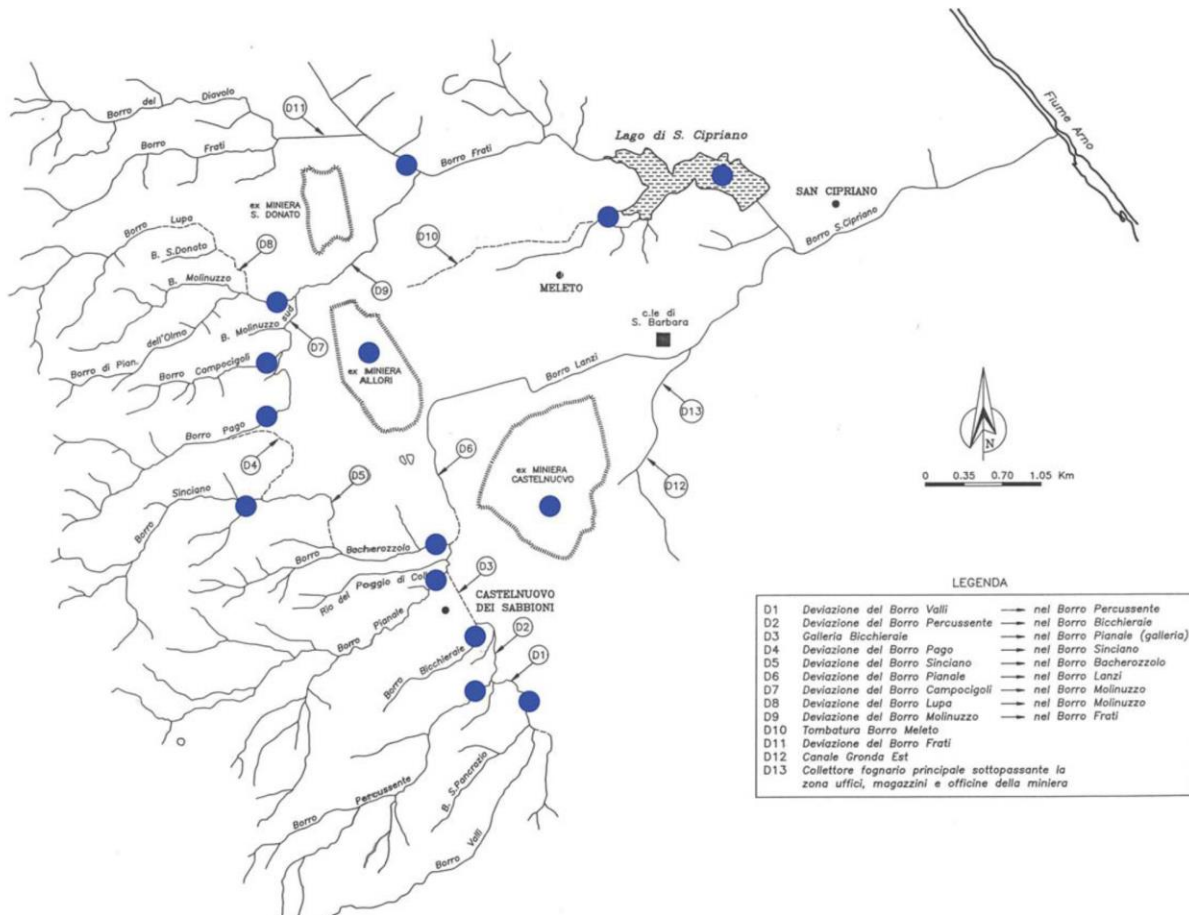 Borro del Diavolo
D11
Borro Frati
Borro Frati
Lago di S. Cipriano
Fiume Arno
SAN CIPRIANO
Borro S.Cipriano
ex MINIERA
S. DONATO
Borro Lupa
B. S.Donato
D8
D10
B. Molinuzzo
D9
MELETO
B. Molinuzzo sud
D7
Borro di Pian. dell'Olmo
c.le di
S. Barbara
Borro Campocigoli
ex MINIERA
ALLORI
Borro Lanzi
D13
Borro Pago
D4
D6
D5
ex MINIERA
CASTELNUOVO
D12
N
0 0.35 0.70 1.05 Km
Borro Sinciano
Borro Bacherozzolo
D3
Rio del Poggio di
CASTELNUOVO
DEI SABBIONI
Borro Pianale
D2
Borro Bicchieraie
D1
B. S.Pancrazio
Borro Percussente
Borro Valli
LEGENDA
D1 Deviazione del Borro Valli → nel Borro Percussente
D2 Deviazione del Borro Percussente → nel Borro Bicchieraie
D3 Galleria Bicchieraie → nel Borro Pianale (galleria)
D4 Deviazione del Borro Pago → nel Borro Sinciano
D5 Deviazione del Borro Sinciano → nel Borro Bacherozzolo
D6 Deviazione del Borro Pianale → nel Borro Lanzi
D7 Deviazione del Borro Campocigoli → nel Borro Molinuzzo
D8 Deviazione del Borro Lupa → nel Borro Molinuzzo
D9 Deviazione del Borro Molinuzzo → nel Borro Frati
D10 Tombatura Borro Meleto
D11 Deviazione del Borro Frati
D12 Canale Gronda Est
D13 Collettore fognario principale sottopassante la
zona uffici, magazzini e officine della miniera